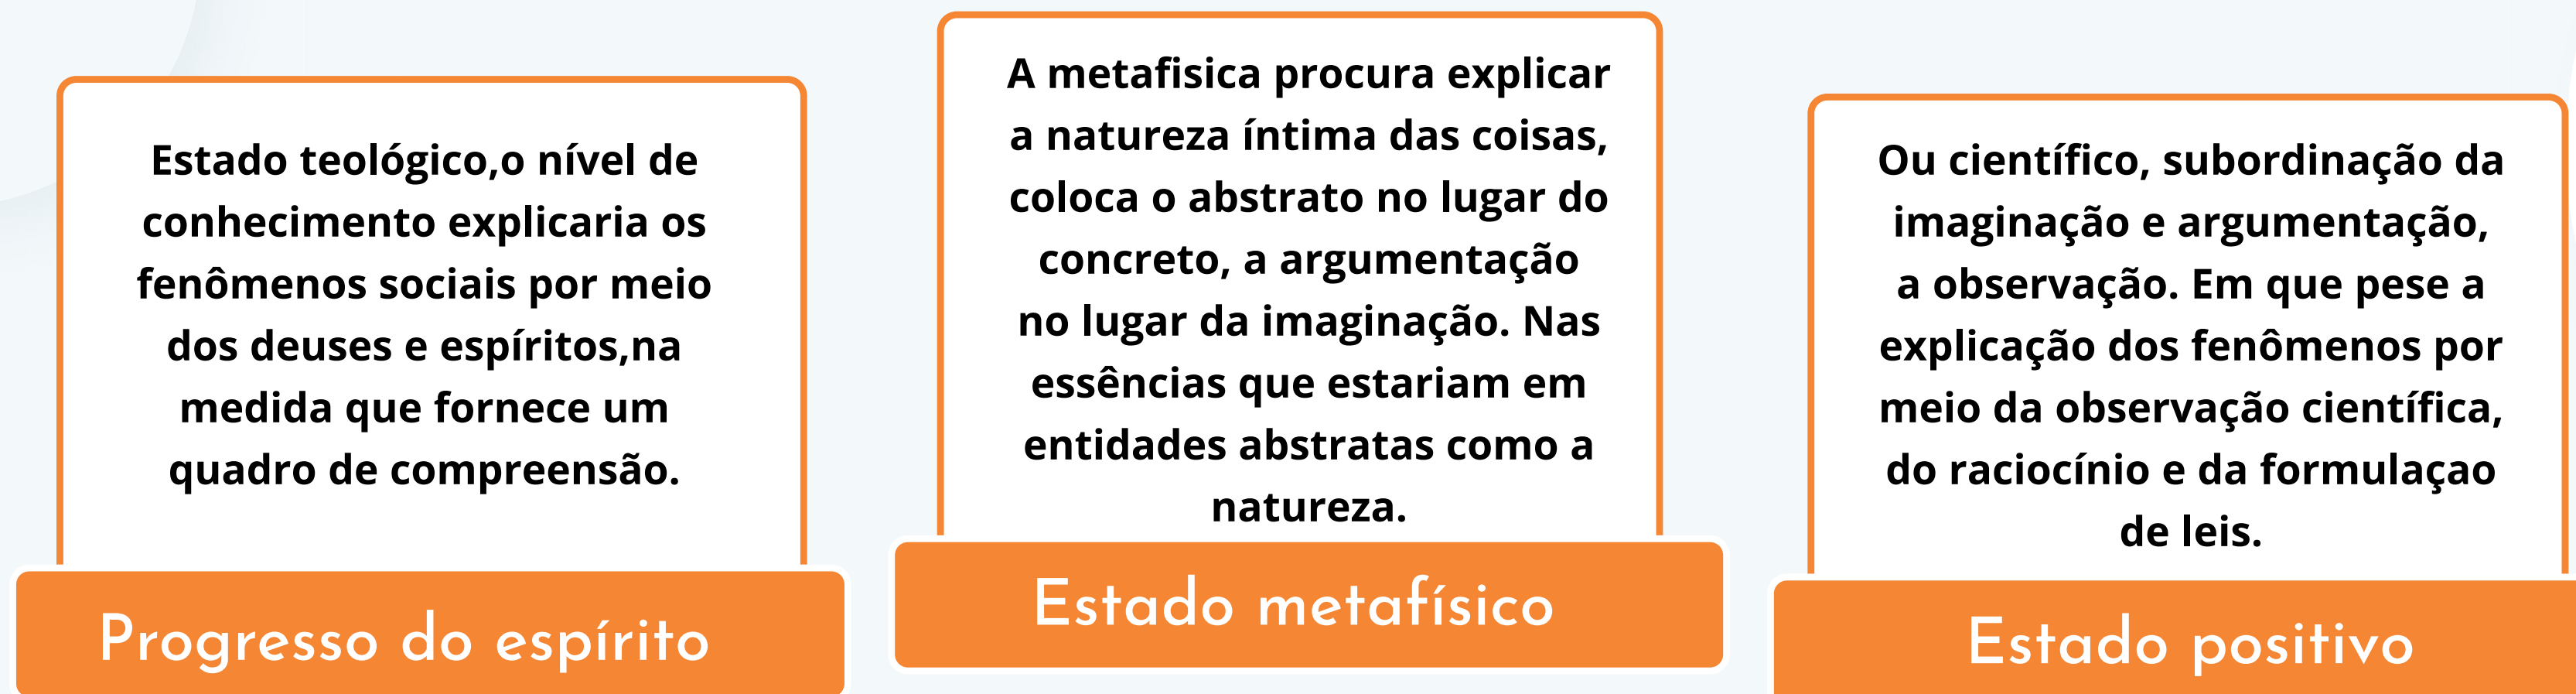 Estado teológico,o nível de
conhecimento explicaria os
fenômenos sociais por meio
dos deuses e espíritos,na
medida que fornece um
quadro de compreensão.
Progresso do espírito
A metafisica procura explicar
a natureza íntima das coisas,
coloca o abstrato no lugar do
concreto, a argumentação
no lugar da imaginação. Nas
essências que estariam em
entidades abstratas como a
natureza.
Estado metafísico
Ou científico, subordinação da
imaginação e argumentação,
a observação. Em que pese a
explicação dos fenômenos por
meio da observação científica,
do raciocínio e da formulaçao
de leis.
Estado positivo